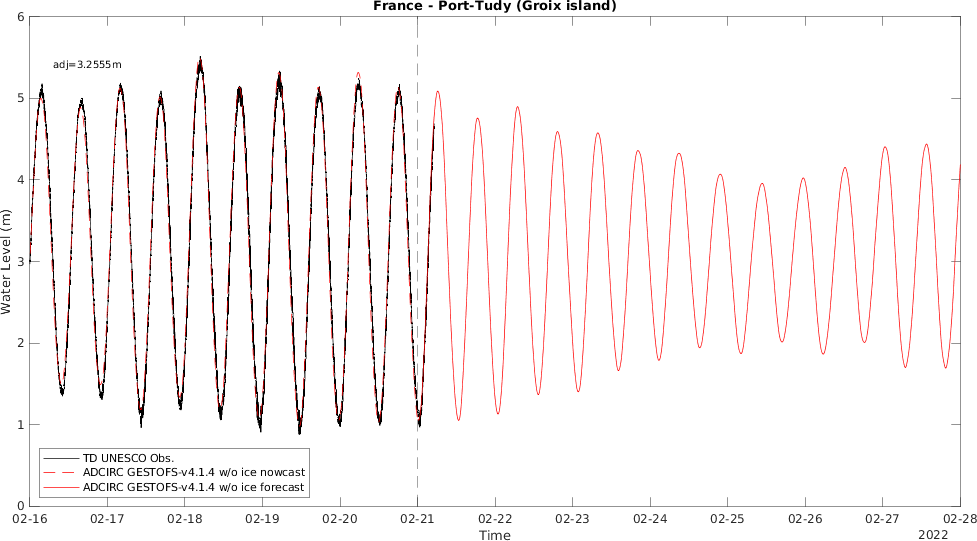 France - Port-Tudy (Groix island)
6
adj=3.2555m
5
4
3
2
1
0
Water Level (m)
TD UNESCO Obs.
ADCIRC GESTOFS-v4.1.4 w/o ice nowcast
ADCIRC GESTOFS-v4.1.4 w/o ice forecast
02-16 02-17 02-18 02-19 02-20 02-21 02-22 02-23 02-24 02-25 02-26 02-27 02-28
Time
2022